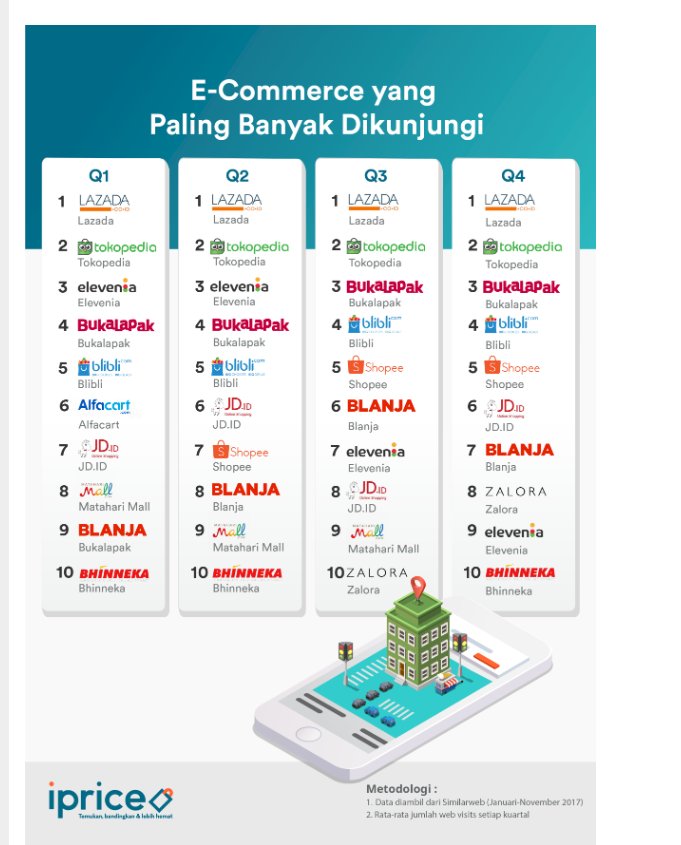 E-Commerce yang
Paling Banyak Dikunjungi
Q1
1 LAZADA
Lazada
2 tokopedia
Tokopedia
3 elevenia
Elevenia
4 BUKALAPAK
Bukalapak
5 blibli.com
Blibli
6 Alfacart
Alfacart
7 JD.ID
JD.ID
8 MATAHARI Mall
Matahari Mall
9 BLANJA
Bukalapak
10 BHINNEKA
Bhinneka
Q2
1 LAZADA
Lazada
2 tokopedia
Tokopedia
3 elevenia
Elevenia
4 BUKALAPAK
Bukalapak
5 blibli.com
Blibli
6 JD.ID
JD.ID
7 Shopee
Shopee
8 BLANJA
Blanja
9 MATAHARI Mall
Matahari Mall
10 BHINNEKA
Bhinneka
Q3
1 LAZADA
Lazada
2 tokopedia
Tokopedia
3 BUKALAPAK
Bukalapak
4 blibli.com
Blibli
5 Shopee
Shopee
6 BLANJA
Blanja
7 elevenia
Elevenia
8 JD.ID
JD.ID
9 MATAHARI Mall
Matahari Mall
10 ZALORA
Zalora
Q4
1 LAZADA
Lazada
2 tokopedia
Tokopedia
3 BUKALAPAK
Bukalapak
4 blibli.com
Blibli
5 Shopee
Shopee
6 JD.ID
JD.ID
7 BLANJA
Blanja
8 ZALORA
Zalora
9 elevenia
Elevenia
10 BHINNEKA
Bhinneka
iprice
Temukan, bandingkan & lebih hemat
Metodologi :
1. Data diambil dari Similarweb (Januari-November 2017)
2. Rata-rata jumlah web visits setiap kuartal